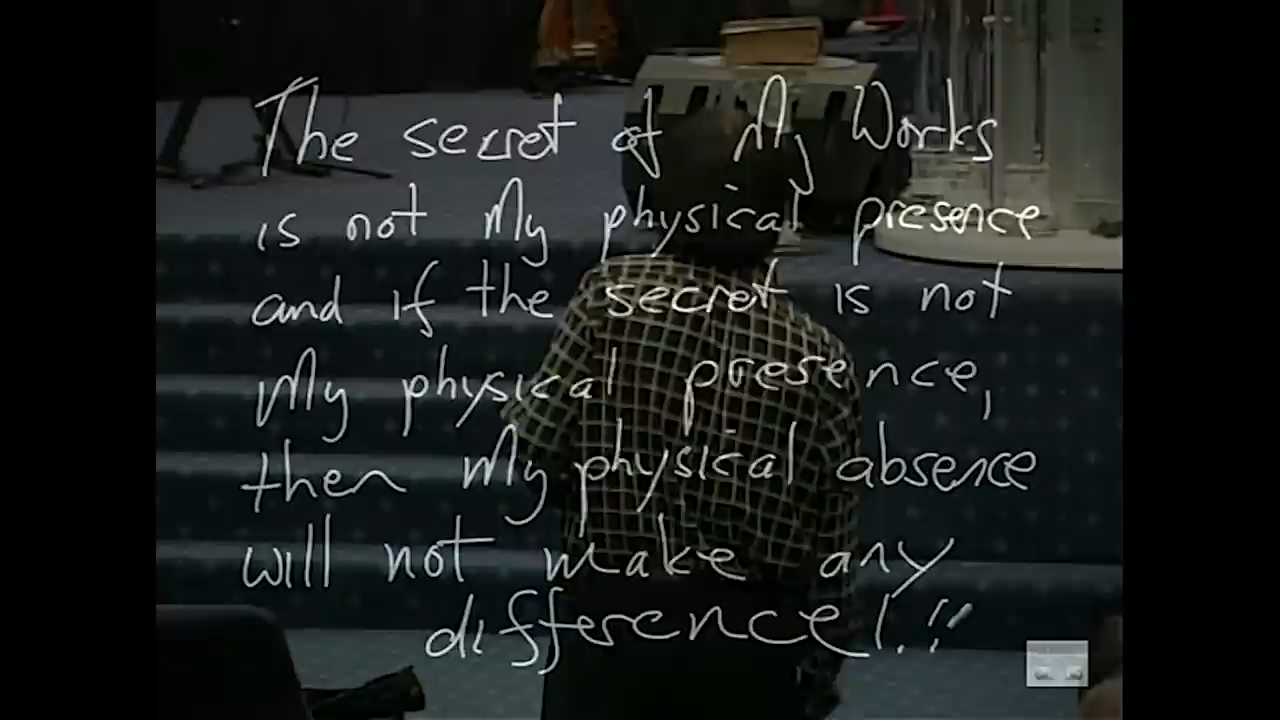 The secret of My Works
is not My physical presence
and if the secret is not
My physical presence,
then My physical absence
will not make any
difference!.!!